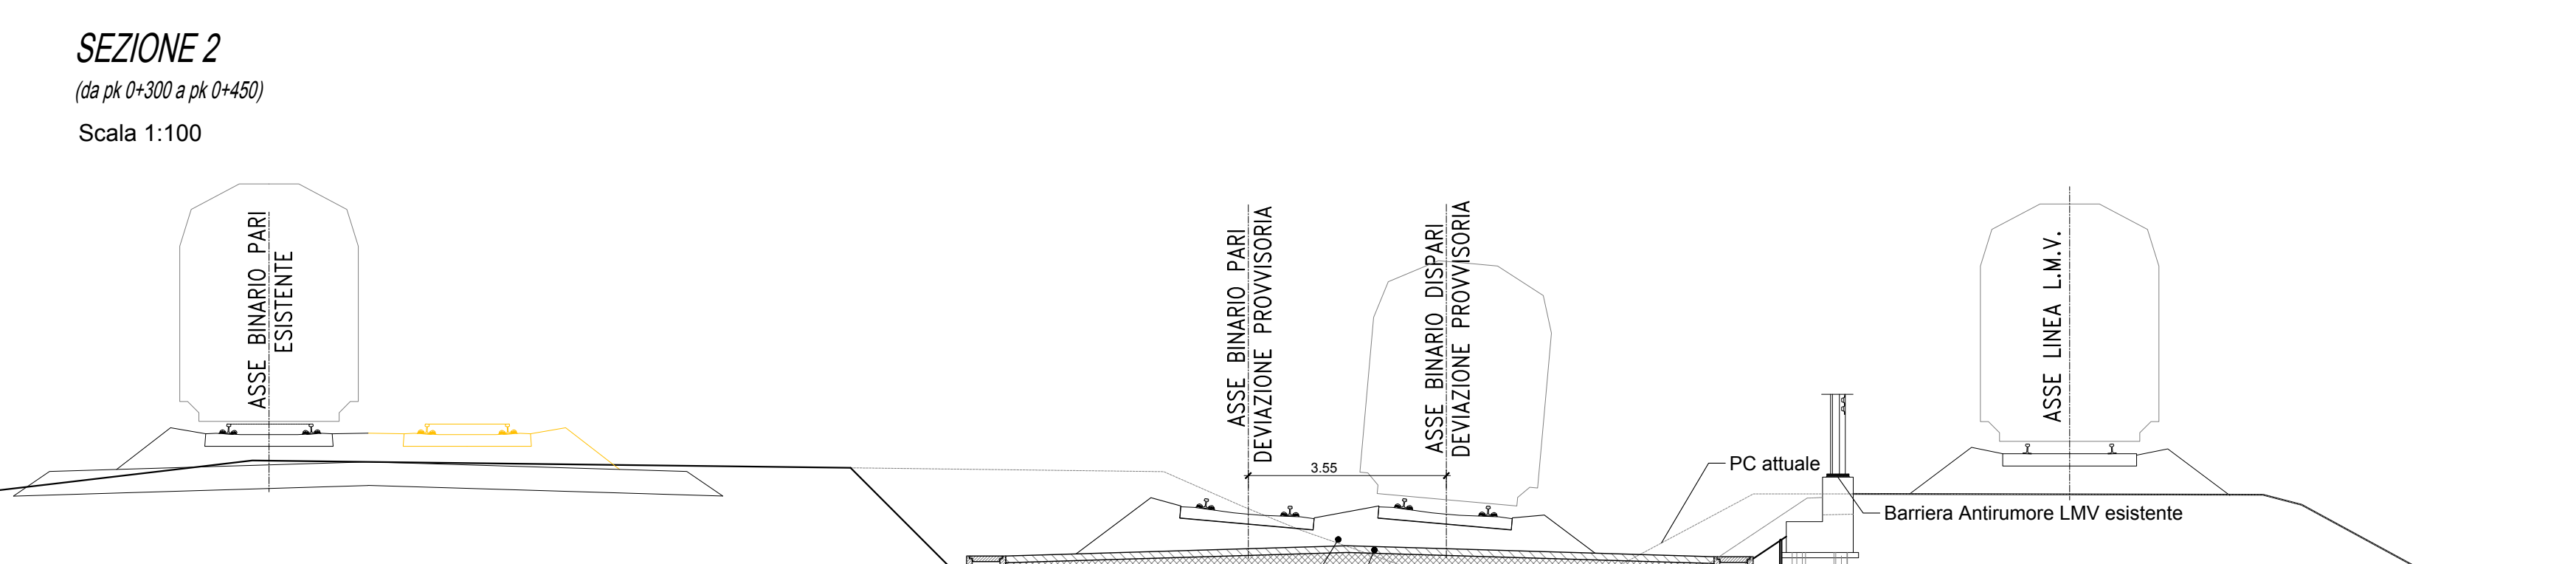 SEZIONE 2
(da pk 0+300 a pk 0+450)
Scala 1:100
ASSE BINARIO PARI
ESISTENTE
ASSE BINARIO PARI
DEVIAZIONE PROVVISORIA
ASSE BINARIO DISPARI
DEVIAZIONE PROVVISORIA
ASSE LINEA L.M.V.
3.55
PC attuale
Barriera Antirumore LMV esistente